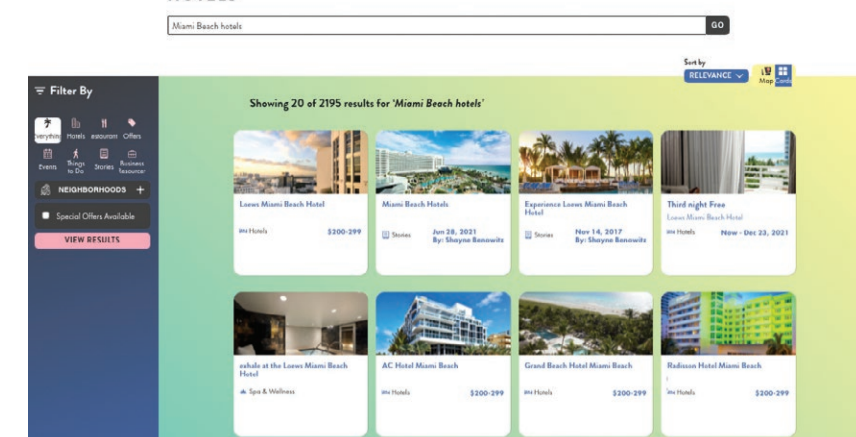 Miami Beach hotels
GO
Sort by
RELEVANCE
Map Cards
Filter By
Showing 20 of 2195 results for 'Miami Beach hotels'
Everything Hotels estaurant Offers
Events Things to Do Stories Business Resources
NEIGHBORHOODS +
Special Offers Available
VIEW RESULTS
Loews Miami Beach Hotel
Hotels $200-299
Miami Beach Hotels
Stories Jun 28, 2021
By: Shayne Benowitz
Experience Loews Miami Beach
Hotel
Stories Nov 14, 2017
By: Shayne Benowitz
Third night Free
Loews Miami Beach Hotel
Hotels Now - Dec 23, 2021
exhale at the Loews Miami Beach
Hotel
Spa & Wellness
AC Hotel Miami Beach
Hotels $200-299
Grand Beach Hotel Miami Beach
Hotels $200-299
Radisson Hotel Miami Beach
Hotels $200-299